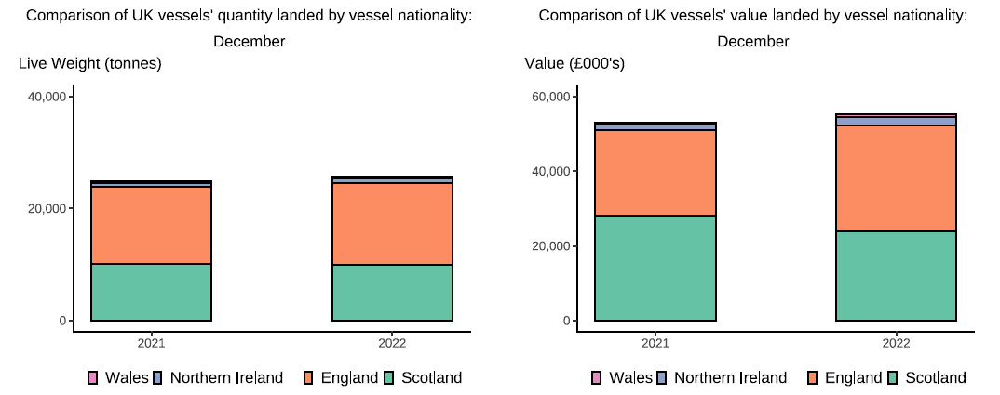 Comparison of UK vessels' quantity landed by vessel nationality:
December
Live Weight (tonnes)
40,000
20,000
0
2021
2022
Wales Northern Ireland England Scotland
Comparison of UK vessels' value landed by vessel nationality:
December
Value (£000's)
60,000
40,000
20,000
0
2021
2022
Wales Northern Ireland England Scotland